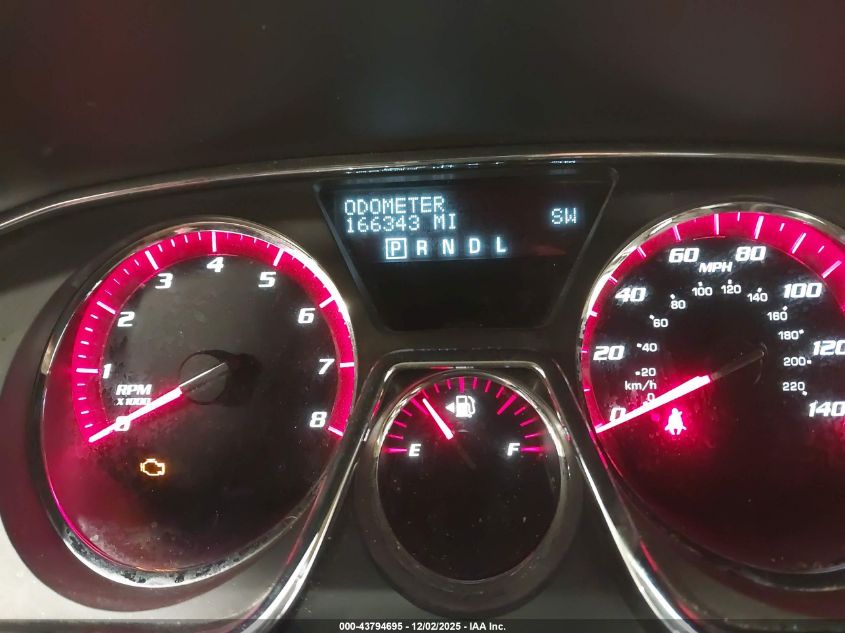 ODOMETER
166343 MI SW
P R N D L
0 1 2 3 4 5 6 7 8
RPM
X 1000
E F
0 20 40 60 80 100 120 140
MPH
0 20 40 60 80 100 120 140 160 180 200 220
km/h
000-43794695 - 12/02/2025 - IAA Inc.